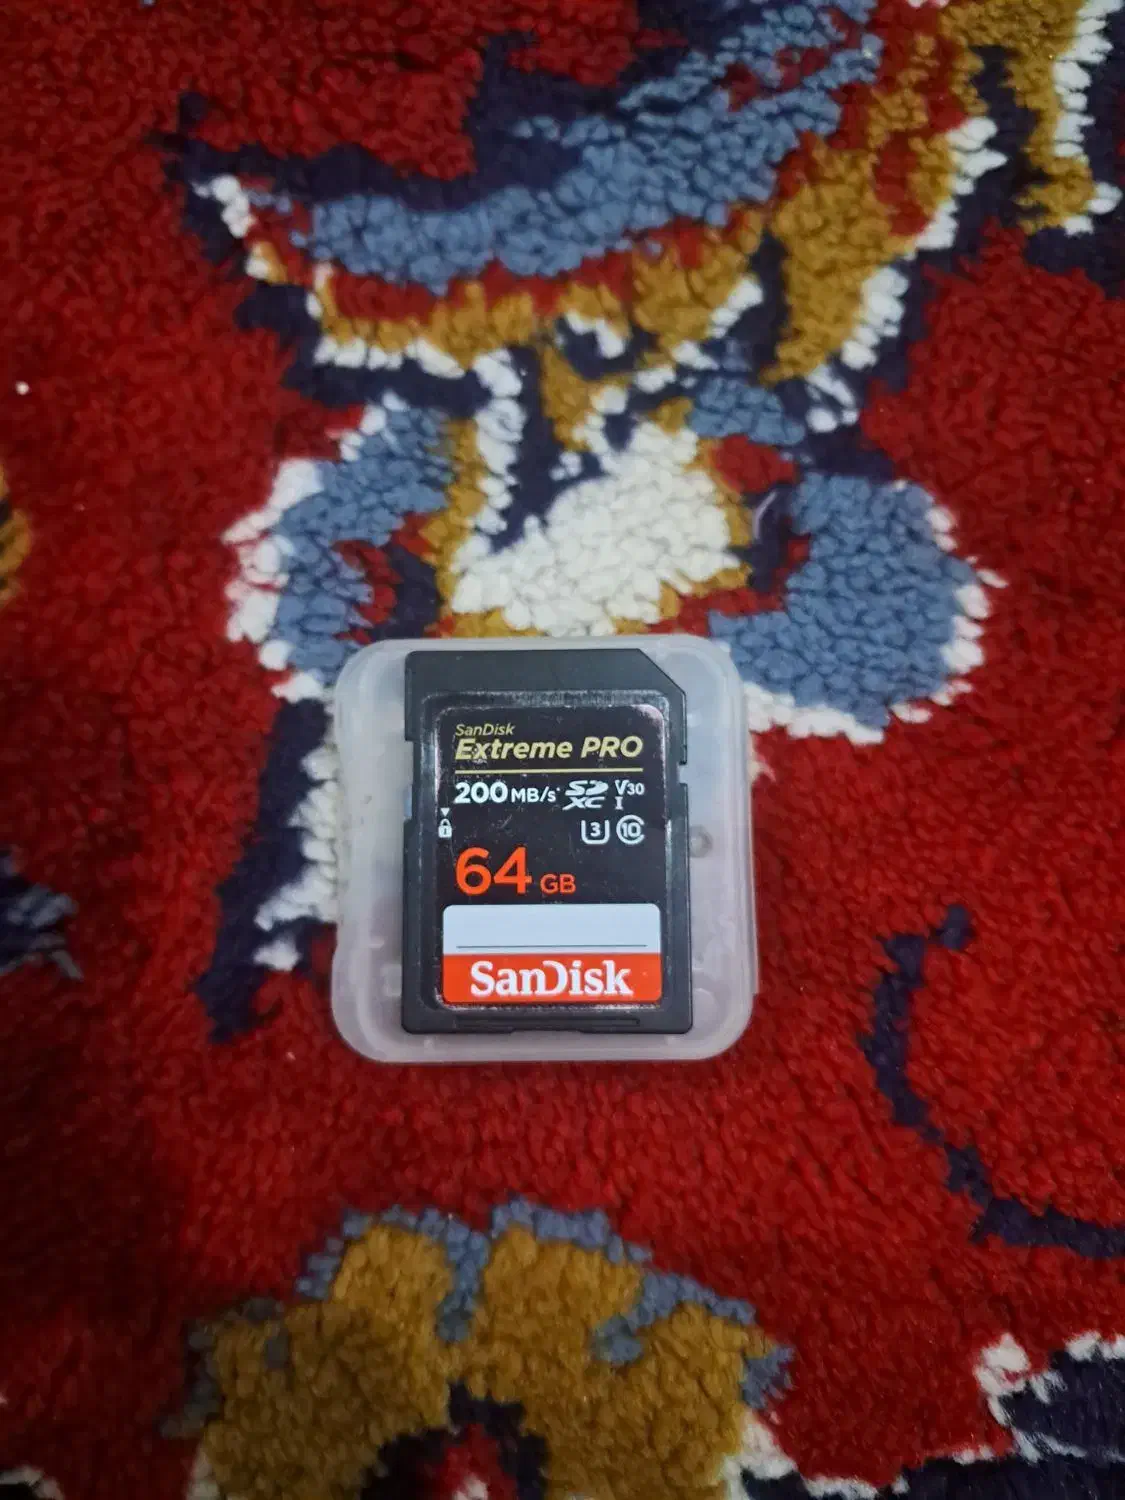 SanDisk
Extreme PRO
200 MB/s* SD XC V30 I
3 10
64 GB
SanDisk